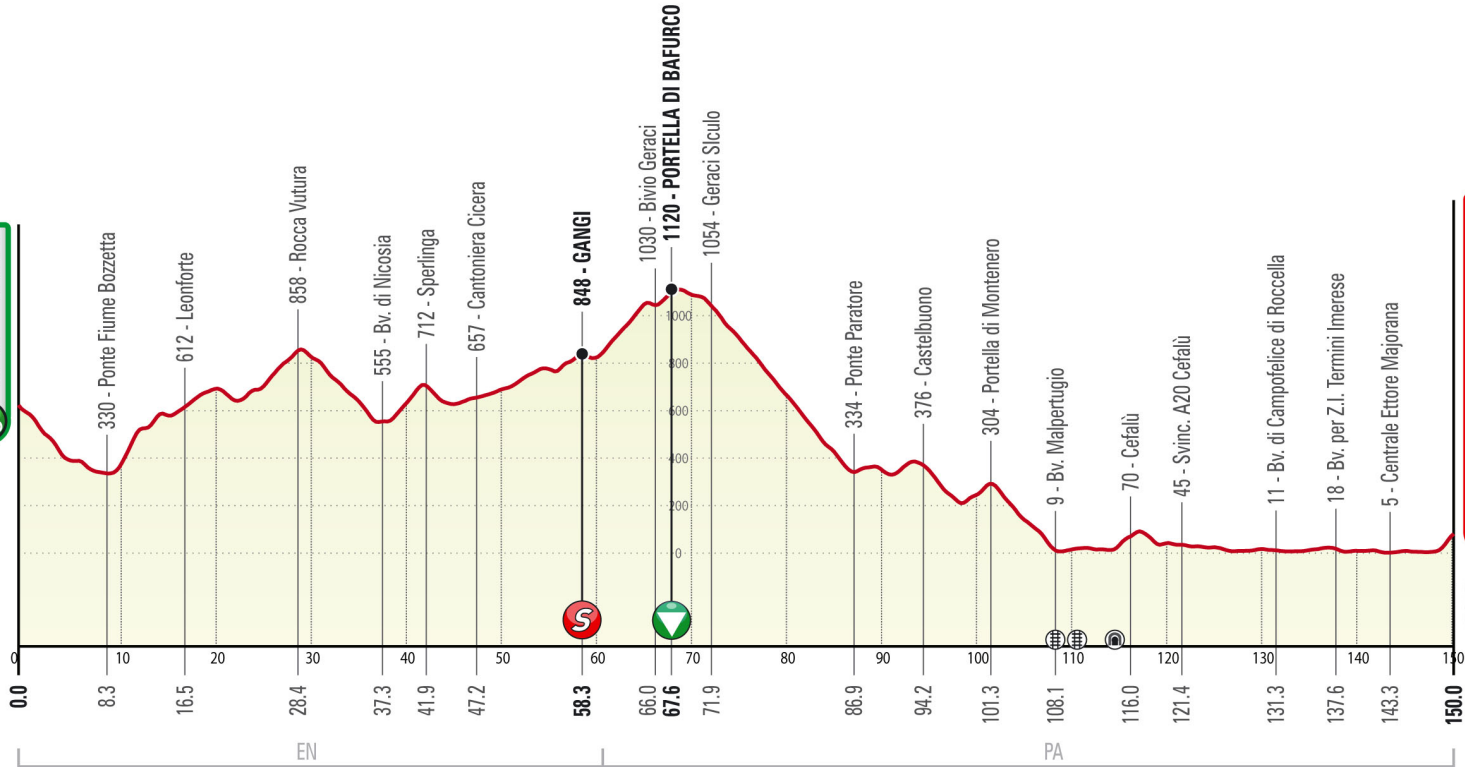 330 - Ponte Fiume Bozzetta
612 - Leonforte
858 - Rocca Vutura
555 - Bv. di Nicosia
712 - Sperlinga
657 - Cantoniera Cicera
848 - GANGI
1030 - Bivio Geraci
1120 - PORTELLA DI BAFURCO
1054 - Geraci SIculo
334 - Ponte Paratore
376 - Castelbuono
304 - Portella di Montenero
9 - Bv. Malpertugio
70 - Cefalù
45 - Svinc. A20 Cefalù
11 - Bv. di Campofelice di Roccella
18 - Bv. per Z.I. Termini Imerese
5 - Centrale Ettore Majorana
1000
800
600
400
200
0
S
0 10 20 30 40 50 60 70 80 90 100 110 120 130 140 150
0.0 8.3 16.5 28.4 37.3 41.9 47.2 58.3 66.0 67.6 71.9 86.9 94.2 101.3 108.1 116.0 121.4 131.3 137.6 143.3 150.0
EN PA